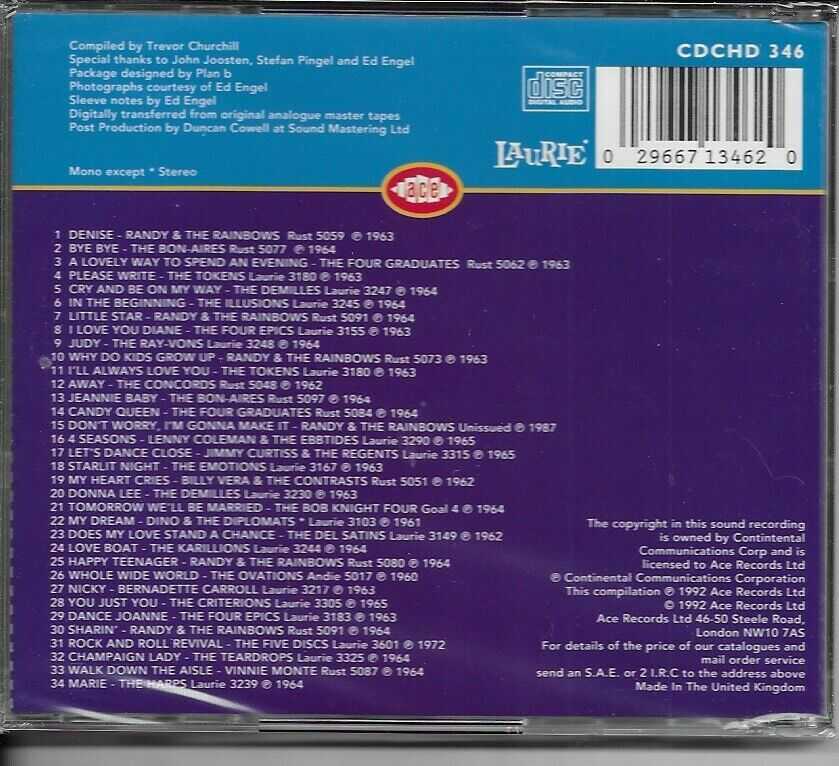 Compiled by Trevor Churchill
Special thanks to John Joosten, Stefan Pingel and Ed Engel
Package designed by Plan b
Photographs courtesy of Ed Engel
Sleeve notes by Ed Engel
Digitally transferred from original analogue master tapes
Post Production by Duncan Cowell at Sound Mastering Ltd
Mono except * Stereo
CDCHD 346
COMPACT
disc
DIGITAL AUDIO
LAURIE
0 29667 13462 0
ace
1 DENISE - RANDY & THE RAINBOWS Rust 5059 ℗ 1963
2 BYE BYE - THE BON-AIRES Rust 5077 ℗ 1964
3 A LOVELY WAY TO SPEND AN EVENING - THE FOUR GRADUATES Rust 5062 ℗ 1963
4 PLEASE WRITE - THE TOKENS Laurie 3180 ℗ 1963
5 CRY AND BE ON MY WAY - THE DEMILLES Laurie 3247 ℗ 1964
6 IN THE BEGINNING - THE ILLUSIONS Laurie 3245 ℗ 1964
7 LITTLE STAR - RANDY & THE RAINBOWS Rust 5091 ℗ 1964
8 I LOVE YOU DIANE - THE FOUR EPICS Laurie 3155 ℗ 1963
9 JUDY - THE RAY-VONS Laurie 3248 ℗ 1964
10 WHY DO KIDS GROW UP - RANDY & THE RAINBOWS Rust 5073 ℗ 1963
11 I'LL ALWAYS LOVE YOU - THE TOKENS Laurie 3180 ℗ 1963
12 AWAY - THE CONCORDS Rust 5048 ℗ 1962
13 JEANNIE BABY - THE BON-AIRES Rust 5097 ℗ 1964
14 CANDY QUEEN - THE FOUR GRADUATES Rust 5084 ℗ 1964
15 DON'T WORRY, I'M GONNA MAKE IT - RANDY & THE RAINBOWS Unissued ℗ 1987
16 4 SEASONS - LENNY COLEMAN & THE EBBTIDES Laurie 3290 ℗ 1965
17 LET'S DANCE CLOSE - JIMMY CURTISS & THE REGENTS Laurie 3315 ℗ 1965
18 STARLIT NIGHT - THE EMOTIONS Laurie 3167 ℗ 1963
19 MY HEART CRIES - BILLY VERA & THE CONTRASTS Rust 5051 ℗ 1962
20 DONNA LEE - THE DEMILLES Laurie 3230 ℗ 1963
21 TOMORROW WE'LL BE MARRIED - THE BOB KNIGHT FOUR Goal 4 ℗ 1964
22 MY DREAM - DINO & THE DIPLOMATS * Laurie 3103 ℗ 1961
23 DOES MY LOVE STAND A CHANCE - THE DEL SATINS Laurie 3149 ℗ 1962
24 LOVE BOAT - THE KARILLIONS Laurie 3244 ℗ 1964
25 HAPPY TEENAGER - RANDY & THE RAINBOWS Rust 5080 ℗ 1964
26 WHOLE WIDE WORLD - THE OVATIONS Andie 5017 ℗ 1960
27 NICKY - BERNADETTE CARROLL Laurie 3217 ℗ 1963
28 YOU JUST YOU - THE CRITERIONS Laurie 3305 ℗ 1965
29 DANCE JOANNE - THE FOUR EPICS Laurie 3183 ℗ 1963
30 SHARIN' - RANDY & THE RAINBOWS Rust 5091 ℗ 1964
31 ROCK AND ROLL REVIVAL - THE FIVE DISCS Laurie 3601 ℗ 1972
32 CHAMPAIGN LADY - THE TEARDROPS Laurie 3325 ℗ 1964
33 WALK DOWN THE AISLE - VINNIE MONTE Rust 5087 ℗ 1964
34 MARIE - THE HARPS Laurie 3239 ℗ 1964
The copyright in this sound recording
is owned by Contintental
Communications Corp and is
licensed to Ace Records Ltd
℗ Continental Communications Corporation
This compilation ℗ 1992 Ace Records Ltd
© 1992 Ace Records Ltd
Ace Records Ltd 46-50 Steele Road,
London NW10 7AS
For details of the price of our catalogues and
mail order service
send an S.A.E. or 2 I.R.C to the address above
Made In The United Kingdom